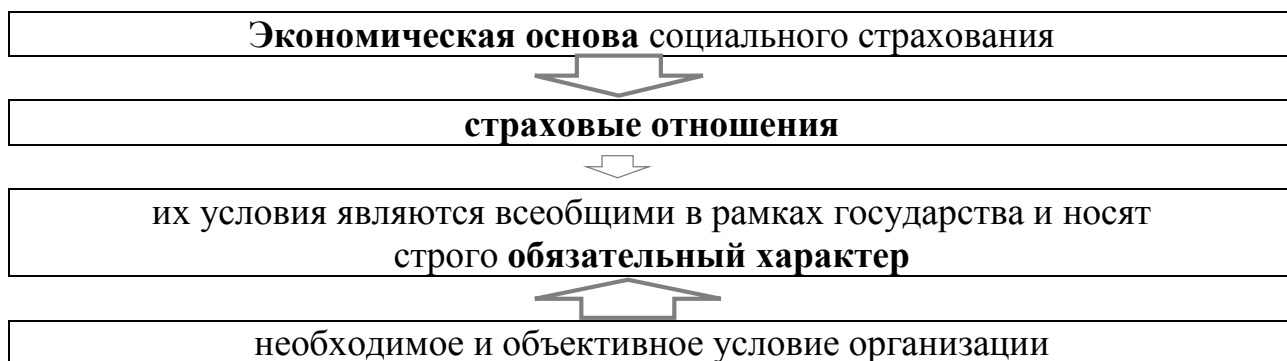 Экономическая основа социального страхования
страховые отношения
их условия являются всеобщими в рамках государства и носят
строго обязательный характер
необходимое и объективное условие организации